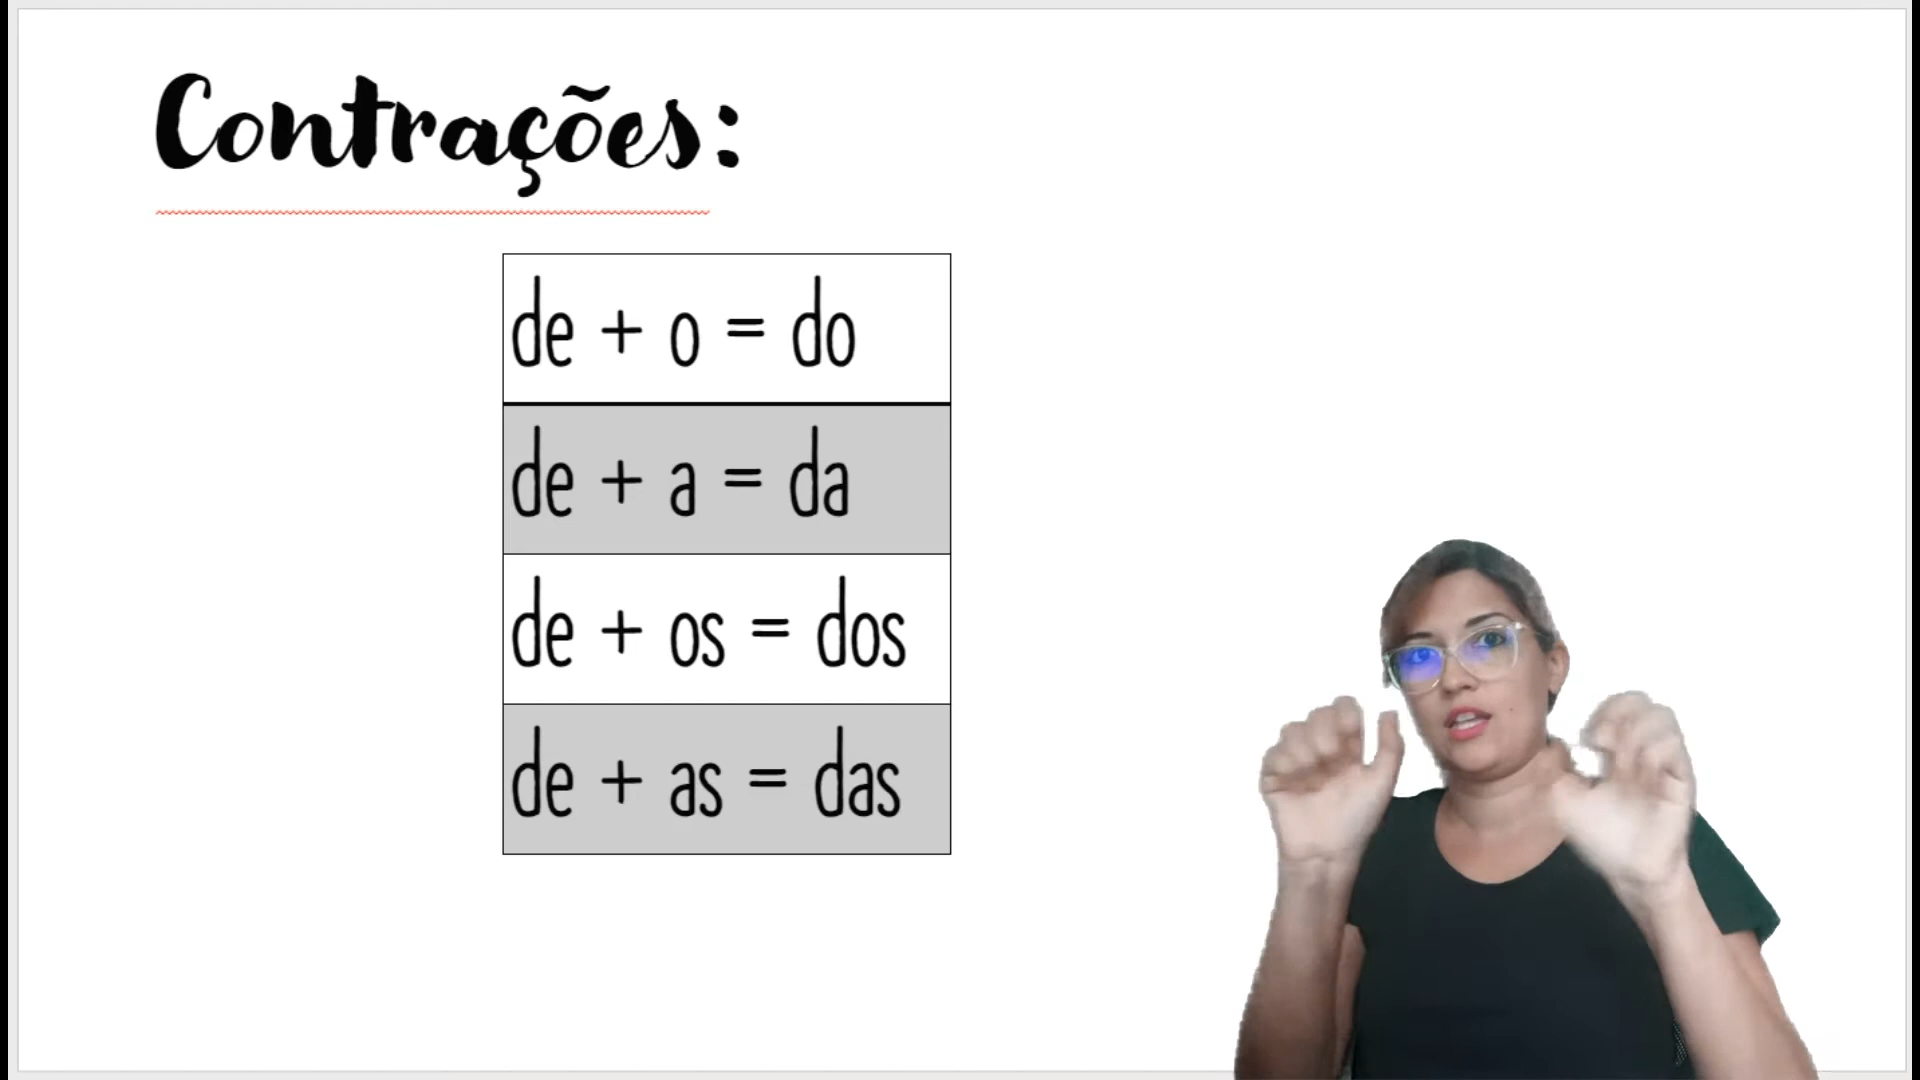 Contrações:
de + o = do
de + a = da
de + os = dos
de + as = das